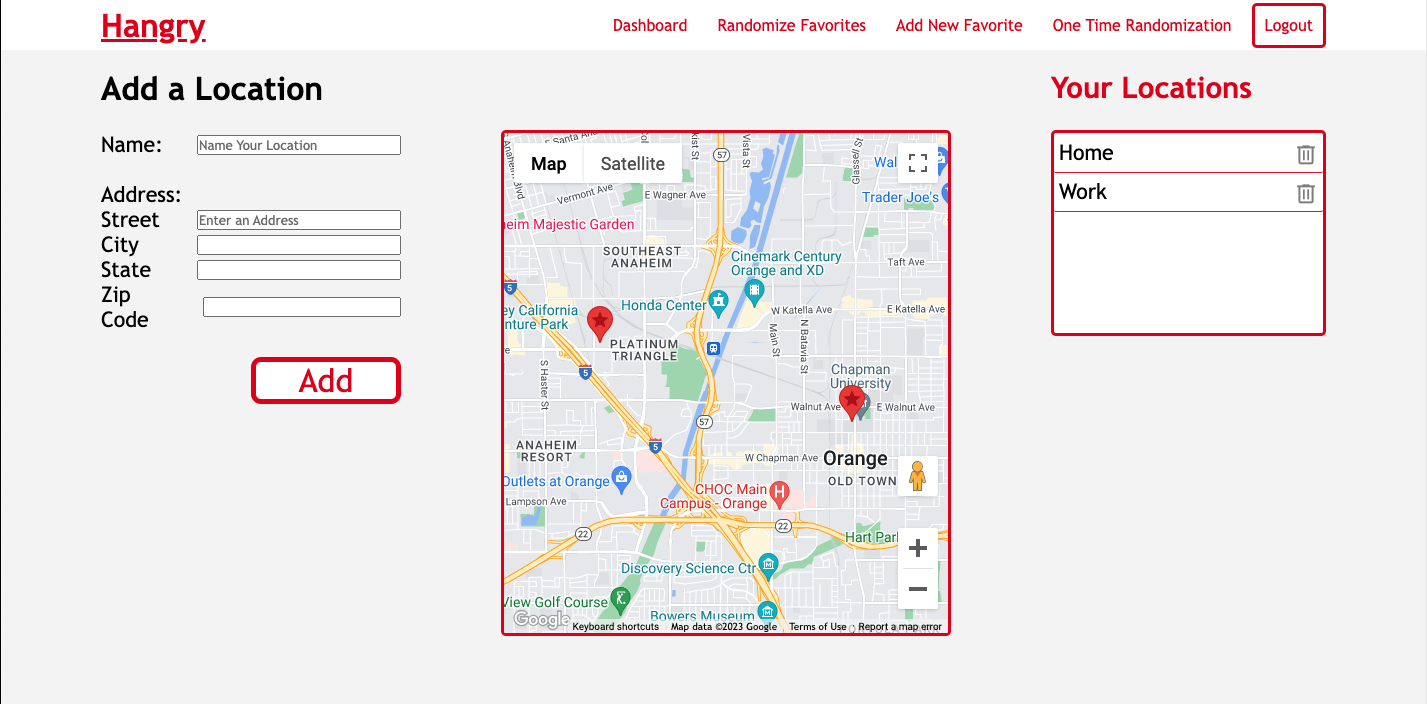 Hangry
Dashboard
Randomize Favorites
Add New Favorite
One Time Randomization
Logout
Add a Location
Name:
Name Your Location
Address:
Street
Enter an Address
City
State
Zip
Code
Add
Map
Satellite
E Santa Ana
Vista St
57
Glassell St
Wal
Trader Joe's
Vermont Ave
E Wagner Ave
eim Majestic Garden
SOUTHEAST
ANAHEIM
Cinemark Century
Orange and XD
Taft Ave
5
ey California
nture Park
Honda Center
W Katella Ave
E Katella Ave
PLATINUM
TRIANGLE
Main St
N Batavia St
S Haster St
5
Chapman
University
Walnut Ave
E Walnut Ave
57
ANAHEIM
RESORT
5
W Chapman Ave
Orange
OLD TOWN
Outlets at Orange
CHOC Main
Campus - Orange
H
Lampson Ave
22
22
Hart Park
Discovery Science Ctr
View Golf Course
Bowers Museum
Google
Keyboard shortcuts
Map data ©2023 Google
Terms of Use
Report a map error
Your Locations
Home
Work